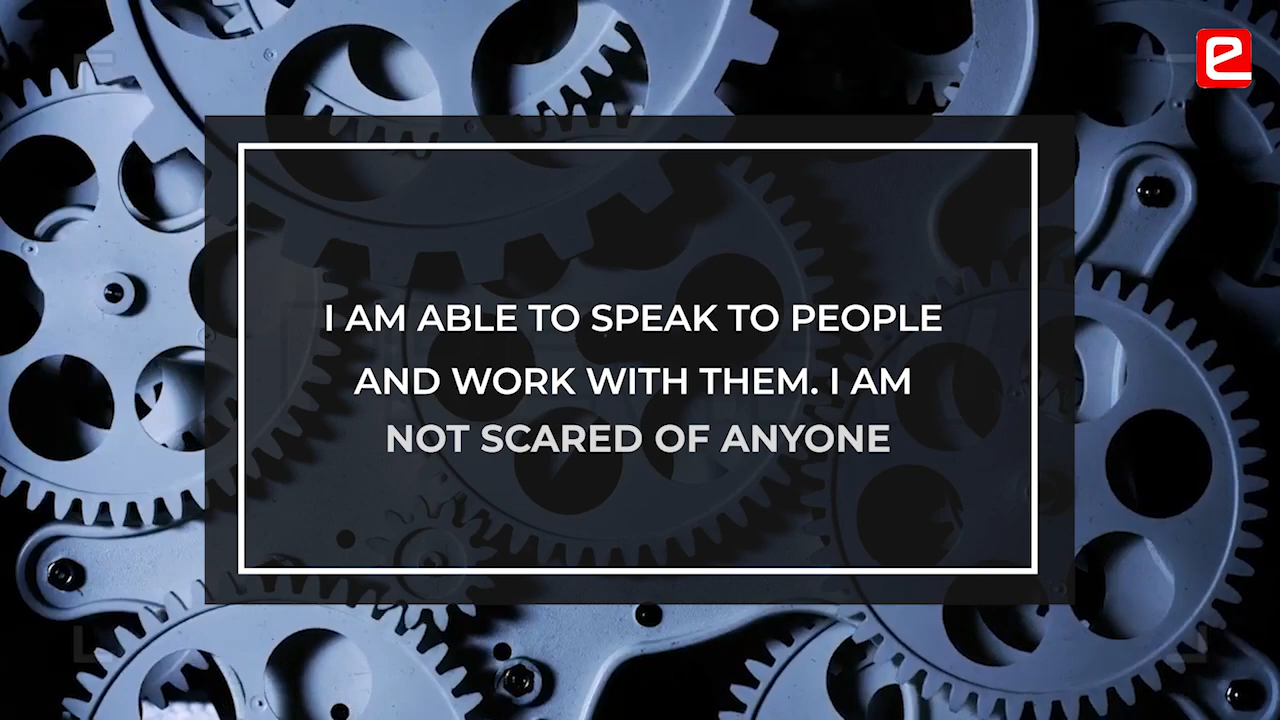 I AM ABLE TO SPEAK TO PEOPLE
AND WORK WITH THEM. I AM
NOT SCARED OF ANYONE
e